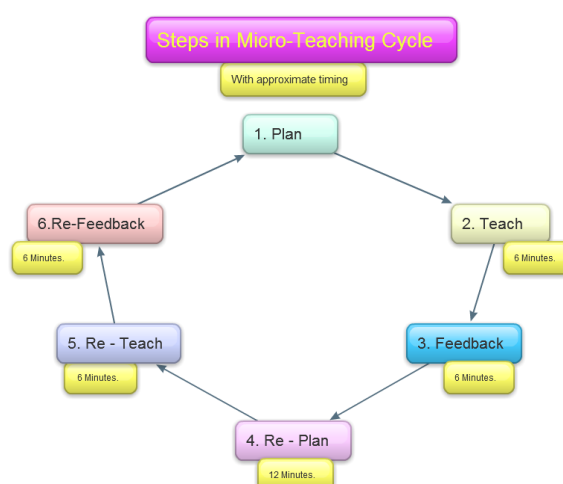 Steps in Micro-Teaching Cycle
With approximate timing
1. Plan
2. Teach
6 Minutes.
3. Feedback
6 Minutes.
4. Re - Plan
12 Minutes.
5. Re - Teach
6 Minutes.
6.Re-Feedback
6 Minutes.